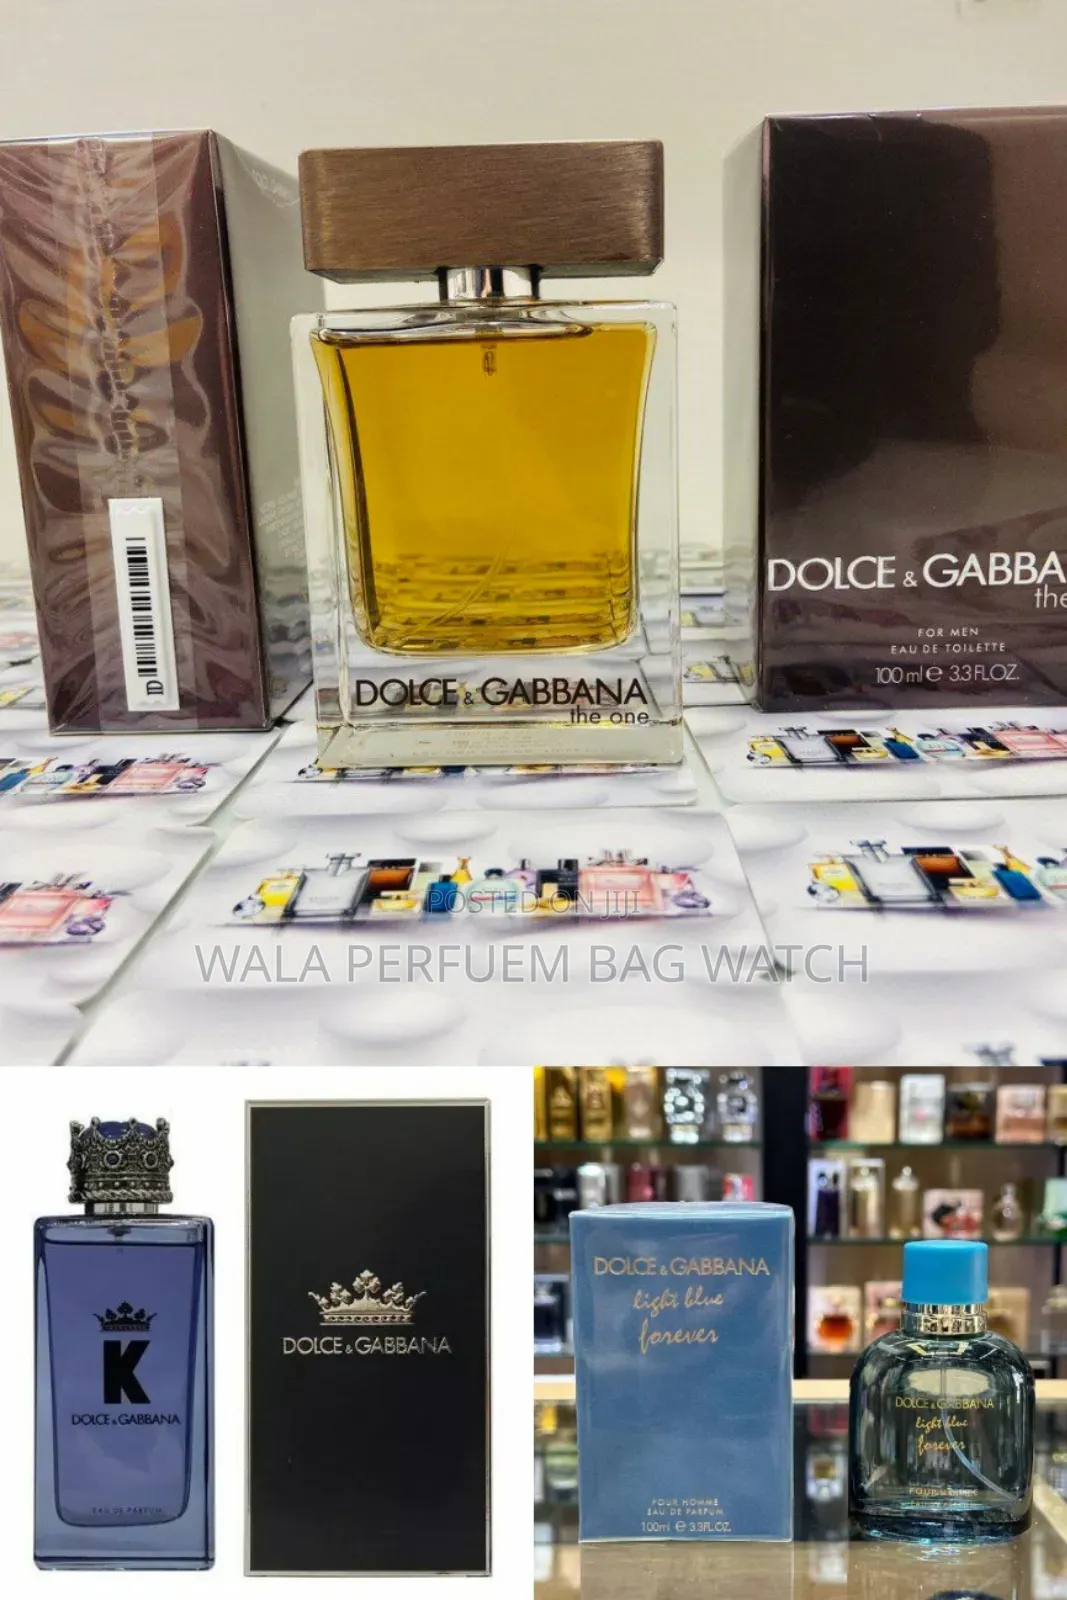 DOLCE & GABBANA
the one
DOLCE & GABBA
the
FOR MEN
EAU DE TOILETTE
100 ml e 3.3 FL.OZ.
POSTED ON JIJI
WALA PERFUEM BAG WATCH
K
DOLCE & GABBANA
EAU DE PARFUM
DOLCE & GABBANA
DOLCE & GABBANA
light blue
forever
POUR HOMME
EAU DE PARFUM
100ml e 3.3FL.OZ.
DOLCE & GABBANA
light blue
forever
POUR HOMME